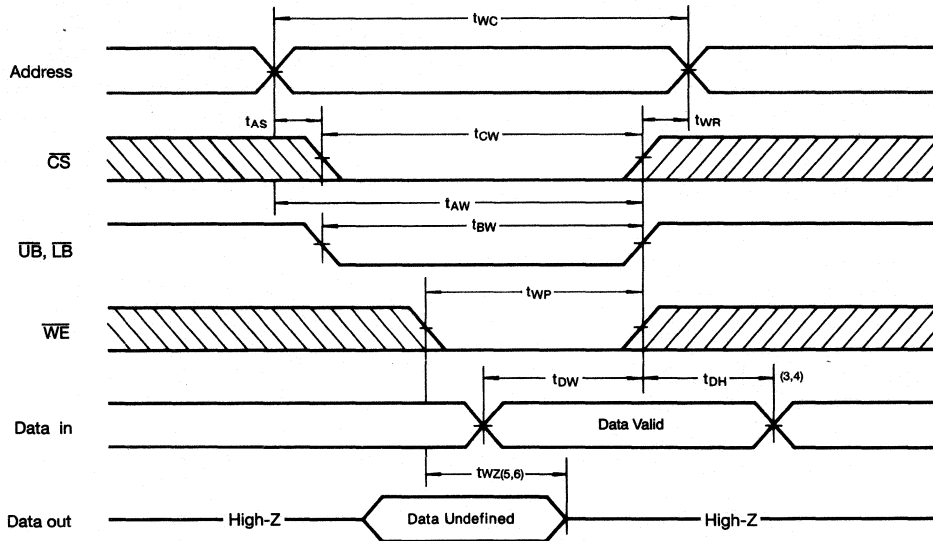 tWC
Address
tAS
tCW
tWR
CS
tAW
tBW
UB, LB
tWP
WE
tDW
tDH
(3,4)
Data in
Data Valid
tWZ(5,6)
Data out
High-Z
Data Undefined
High-Z